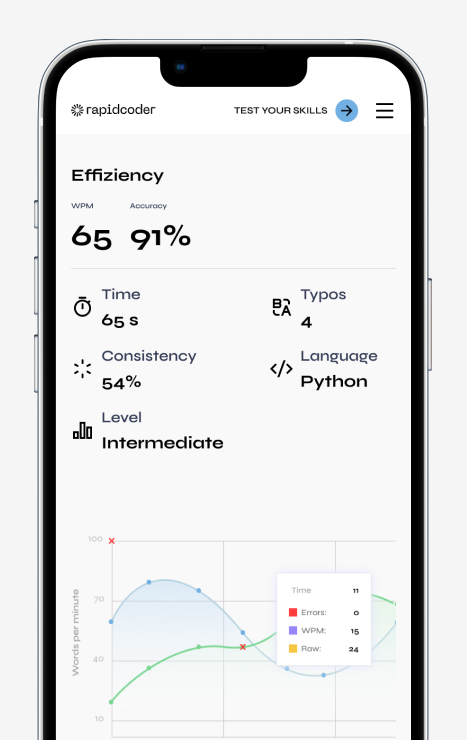 rapidcoder
TEST YOUR SKILLS
Effiziency
WPM Accuracy
65 91%
Time Typos
65 s 4
Consistency Language
54% Python
Level
Intermediate
100
70
40
10
Words per minute
Time 11
Errors: 0
WPM: 15
Raw: 24